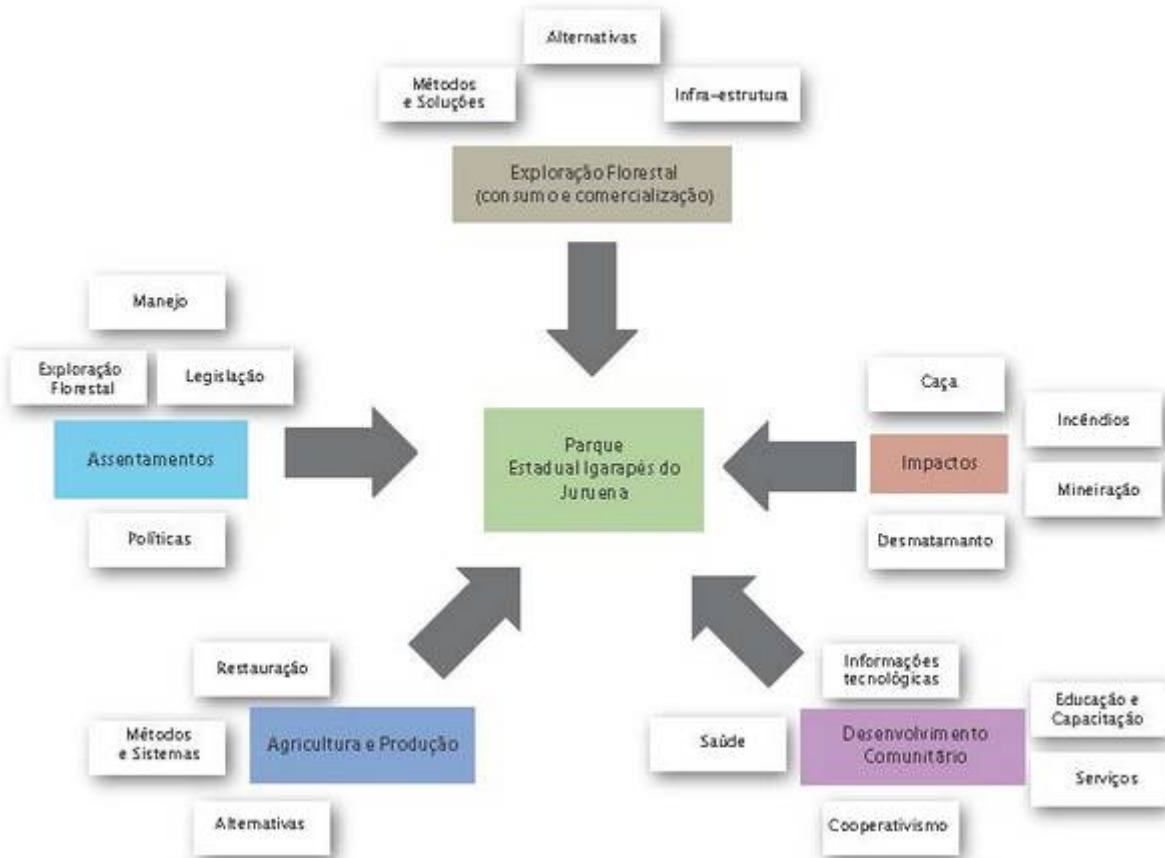 Alternativas
Métodos
e Soluções
Infra-estrutura
Exploração Florestal
(consumo e comercialização)
Manejo
Exploração
Florestal
Legislação
Assentamentos
Políticas
Parque
Estadual Igarapés do
Juruena
Caça
Incêndios
Impactos
Mineiração
Desmatamanto
Restauração
Métodos
e Sistemas
Agricultura e Produção
Alternativas
Informações
tecnológicas
Saúde
Desenvolvimento
Comunitário
Educação e
Capacitação
Serviços
Cooperativismo